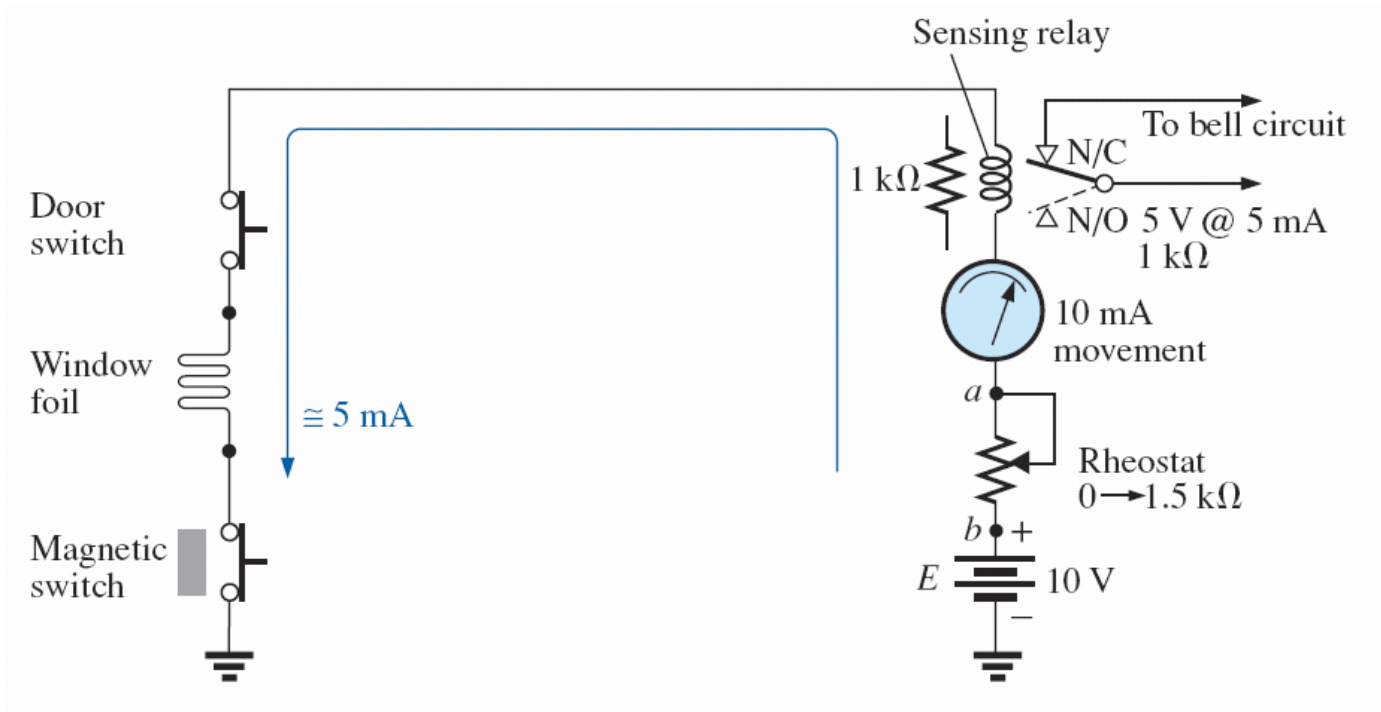 Sensing relay
To bell circuit
N/C
1 kΩ
Door
switch
N/O 5 V @ 5 mA
1 kΩ
10 mA
movement
Window
foil
a
≅ 5 mA
Rheostat
0→1.5 kΩ
b +
Magnetic
switch
E
10 V
−